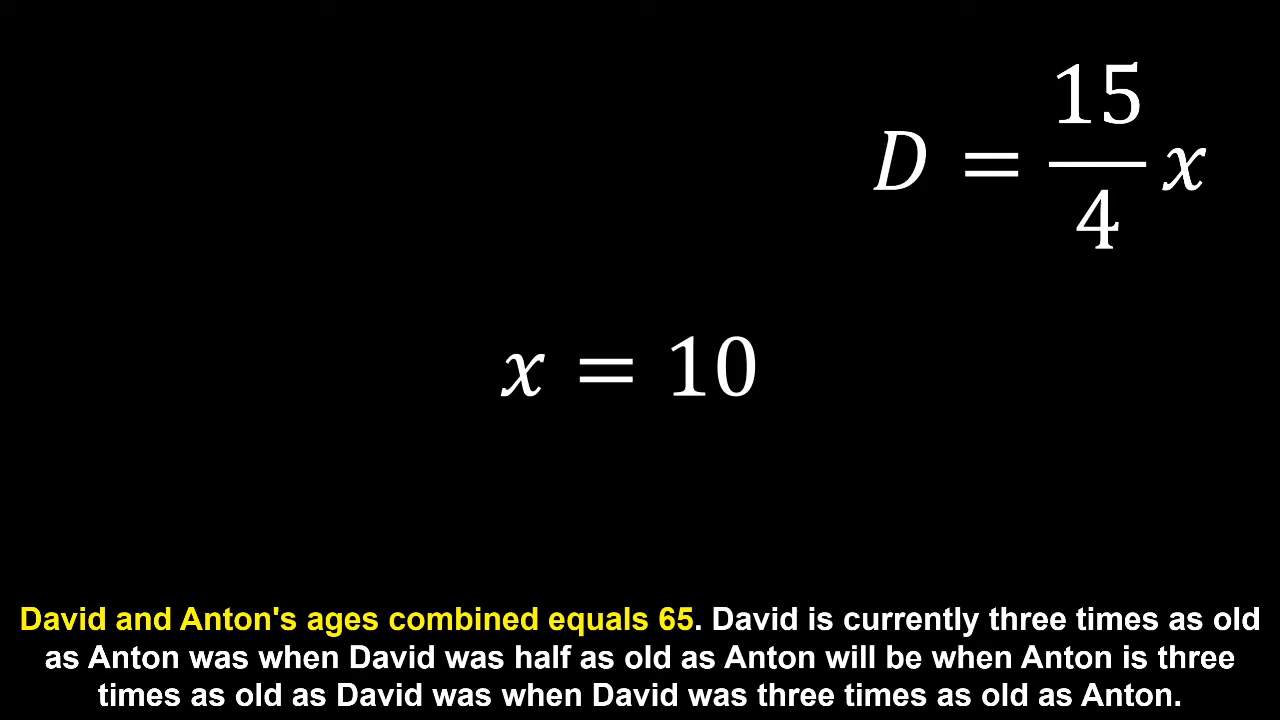 D = 15/4 x
x = 10
David and Anton's ages combined equals 65. David is currently three times as old
as Anton was when David was half as old as Anton will be when Anton is three
times as old as David was when David was three times as old as Anton.